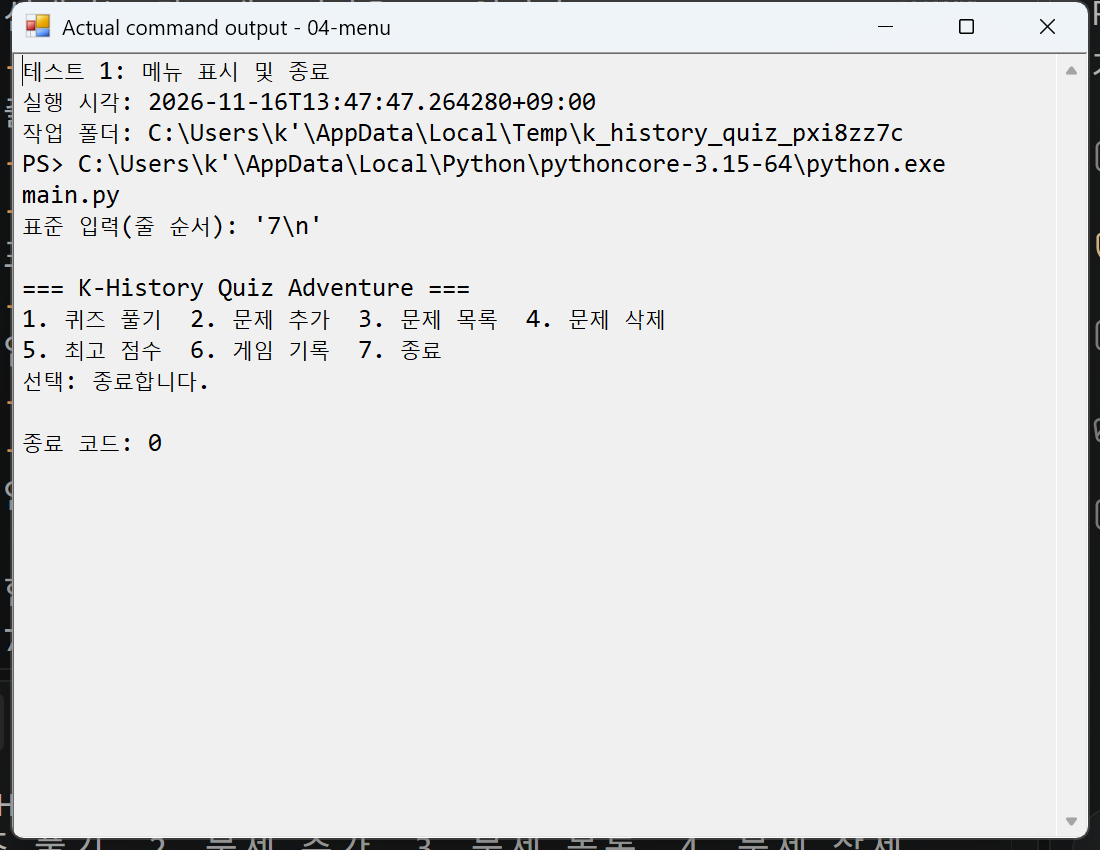 Actual command output - 04-menu
테스트 1: 메뉴 표시 및 종료
실행 시각: 2026-11-16T13:47:47.264280+09:00
작업 폴더: C:\Users\k'\AppData\Local\Temp\k_history_quiz_pxi8zz7c
PS> C:\Users\k'\AppData\Local\Python\pythoncore-3.15-64\python.exe
main.py
표준 입력(줄 순서): '7\n'
=== K-History Quiz Adventure ===
1. 퀴즈 풀기  2. 문제 추가  3. 문제 목록  4. 문제 삭제
5. 최고 점수  6. 게임 기록  7. 종료
선택: 종료합니다.
종료 코드: 0